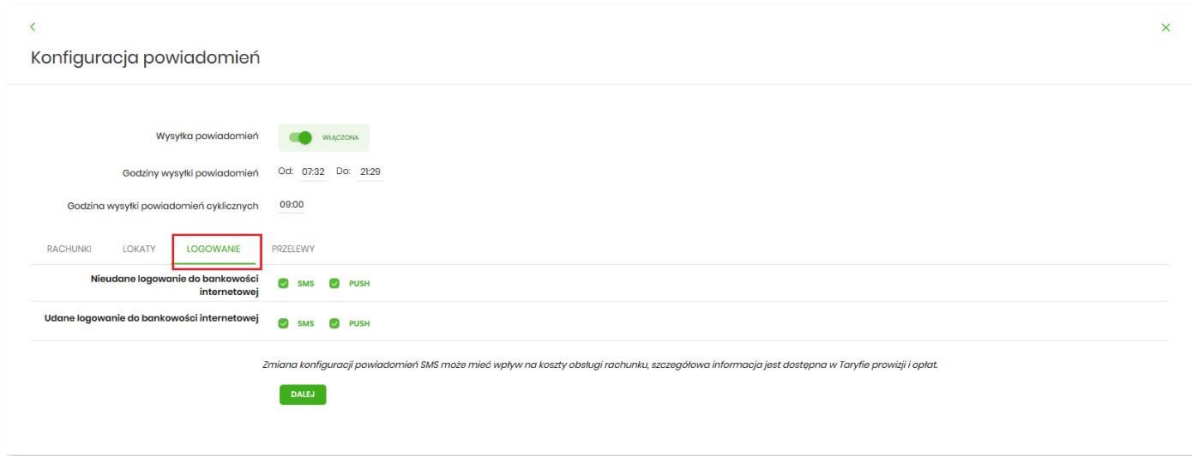 Konfiguracja powiadomień
Wysyłka powiadomień WŁĄCZONA
Godziny wysyłki powiadomień Od: 07:32 Do: 21:29
Godzina wysyłki powiadomień cyklicznych 09:00
RACHUNKI LOKATY LOGOWANIE PRZELEWY
Nieudane logowanie do bankowości
internetowej SMS PUSH
Udane logowanie do bankowości internetowej SMS PUSH
Zmiana konfiguracji powiadomień SMS może mieć wpływ na koszty obsługi rachunku, szczegółowa informacja jest dostępna w Taryfie prowizji i opłat.
DALEJ